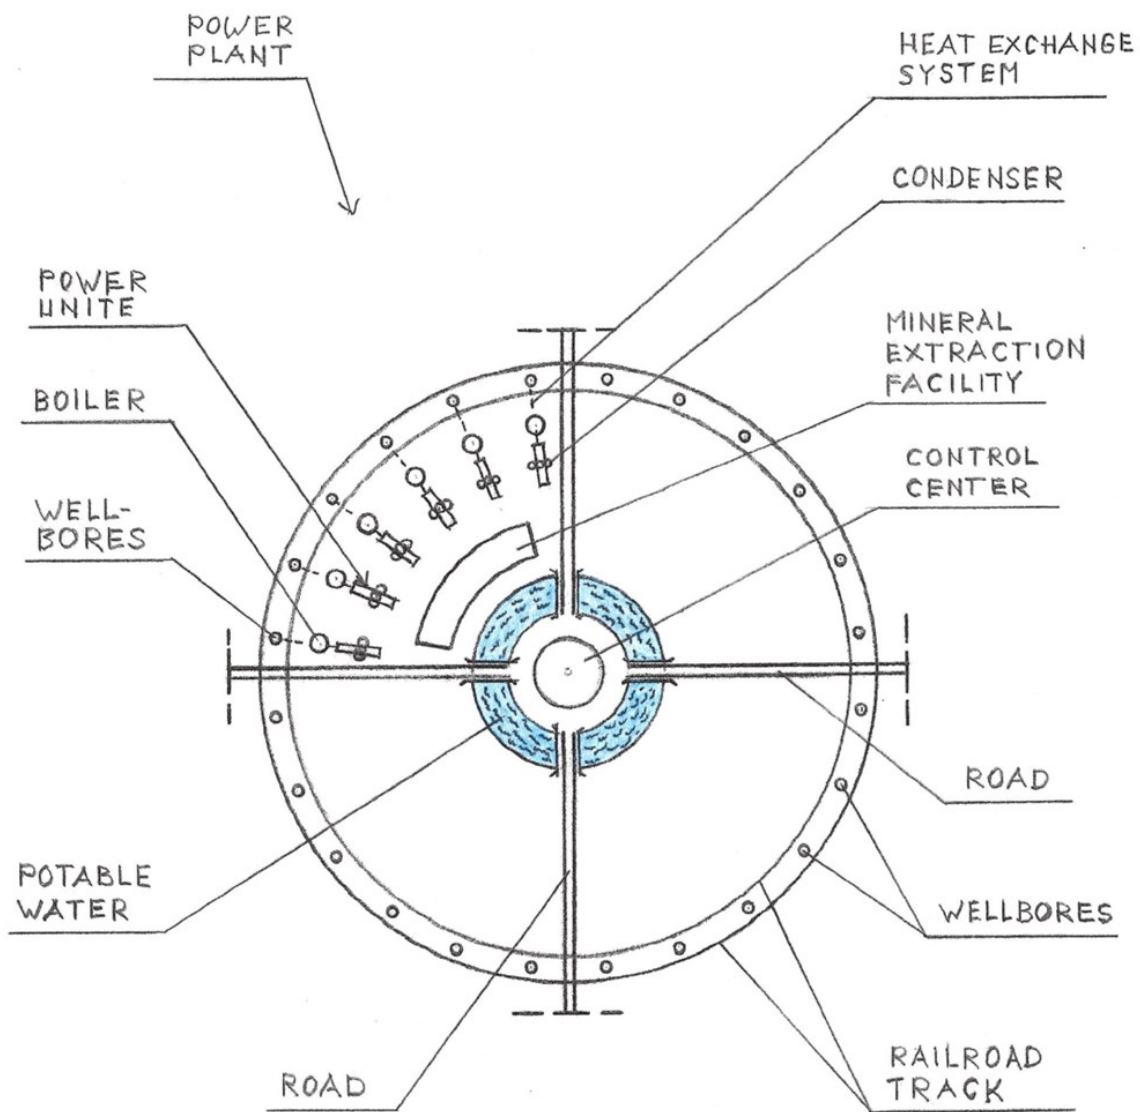 POWER
PLANT
HEAT EXCHANGE
SYSTEM
CONDENSER
POWER
UNITE
MINERAL
EXTRACTION
FACILITY
BOILER
CONTROL
CENTER
WELL-
BORES
ROAD
POTABLE
WATER
WELLBORES
RAILROAD
TRACK
ROAD